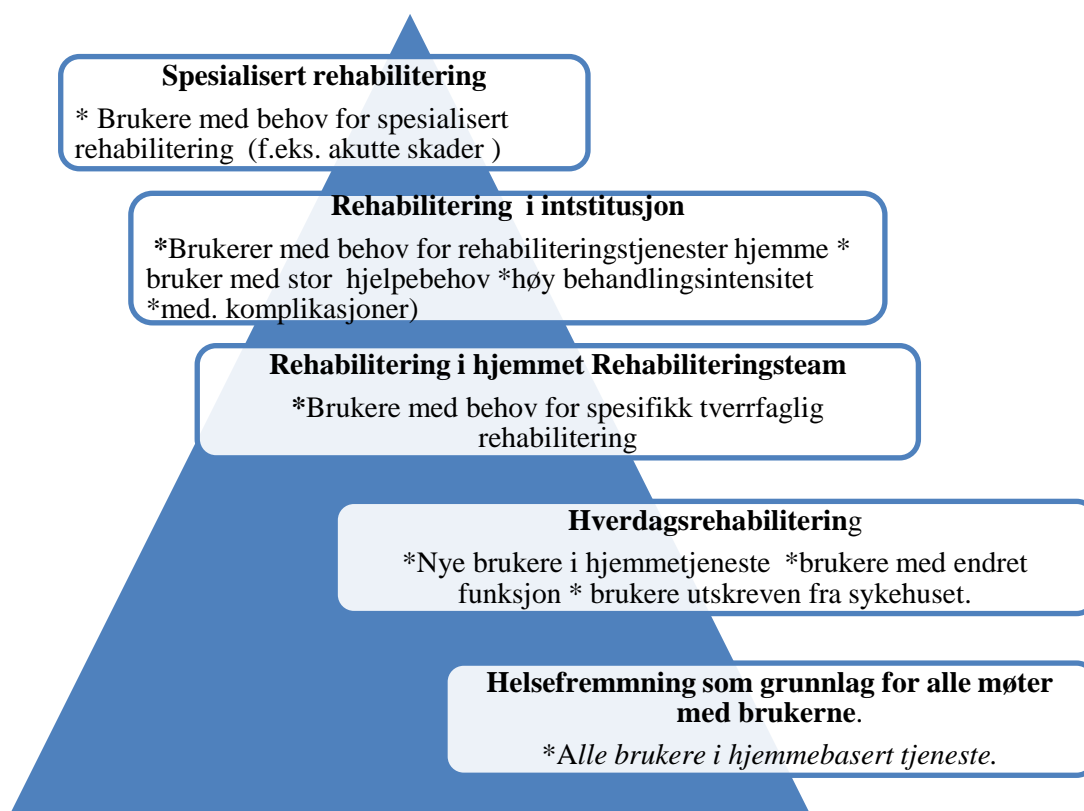 Spesialisert rehabilitering
* Brukere med behov for spesialisert
rehabilitering (f.eks. akutte skader )
Rehabilitering i intstitusjon
*Brukerer med behov for rehabiliteringstjenester hjemme *
bruker med stor hjelpebehov *høy behandlingsintensitet
*med. komplikasjoner)
Rehabilitering i hjemmet Rehabiliteringsteam
*Brukere med behov for spesifikk tverrfaglig
rehabilitering
Hverdagsrehabilitering
*Nye brukere i hjemmetjeneste *brukere med endret
funksjon * brukere utskreven fra sykehuset.
Helsefremmning som grunnlag for alle møter
med brukerne.
*Alle brukere i hjemmebasert tjeneste.